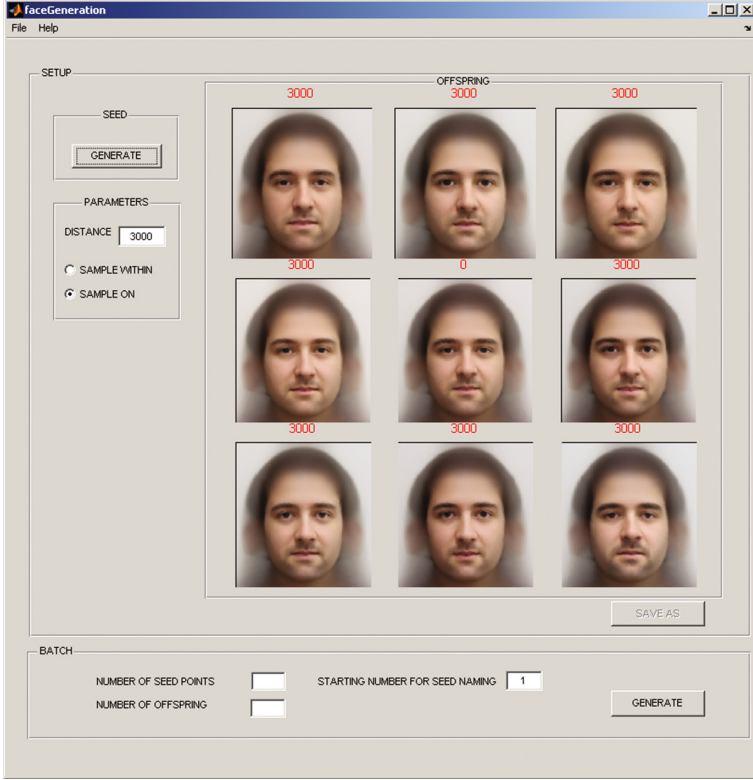 faceGeneration
File Help
SETUP
OFFSPRING
SEED
GENERATE
PARAMETERS
DISTANCE 3000
SAMPLE WITHIN
SAMPLE ON
3000 3000 3000
3000 0 3000
3000 3000 3000
SAVE AS
BATCH
NUMBER OF SEED POINTS STARTING NUMBER FOR SEED NAMING 1
NUMBER OF OFFSPRING
GENERATE